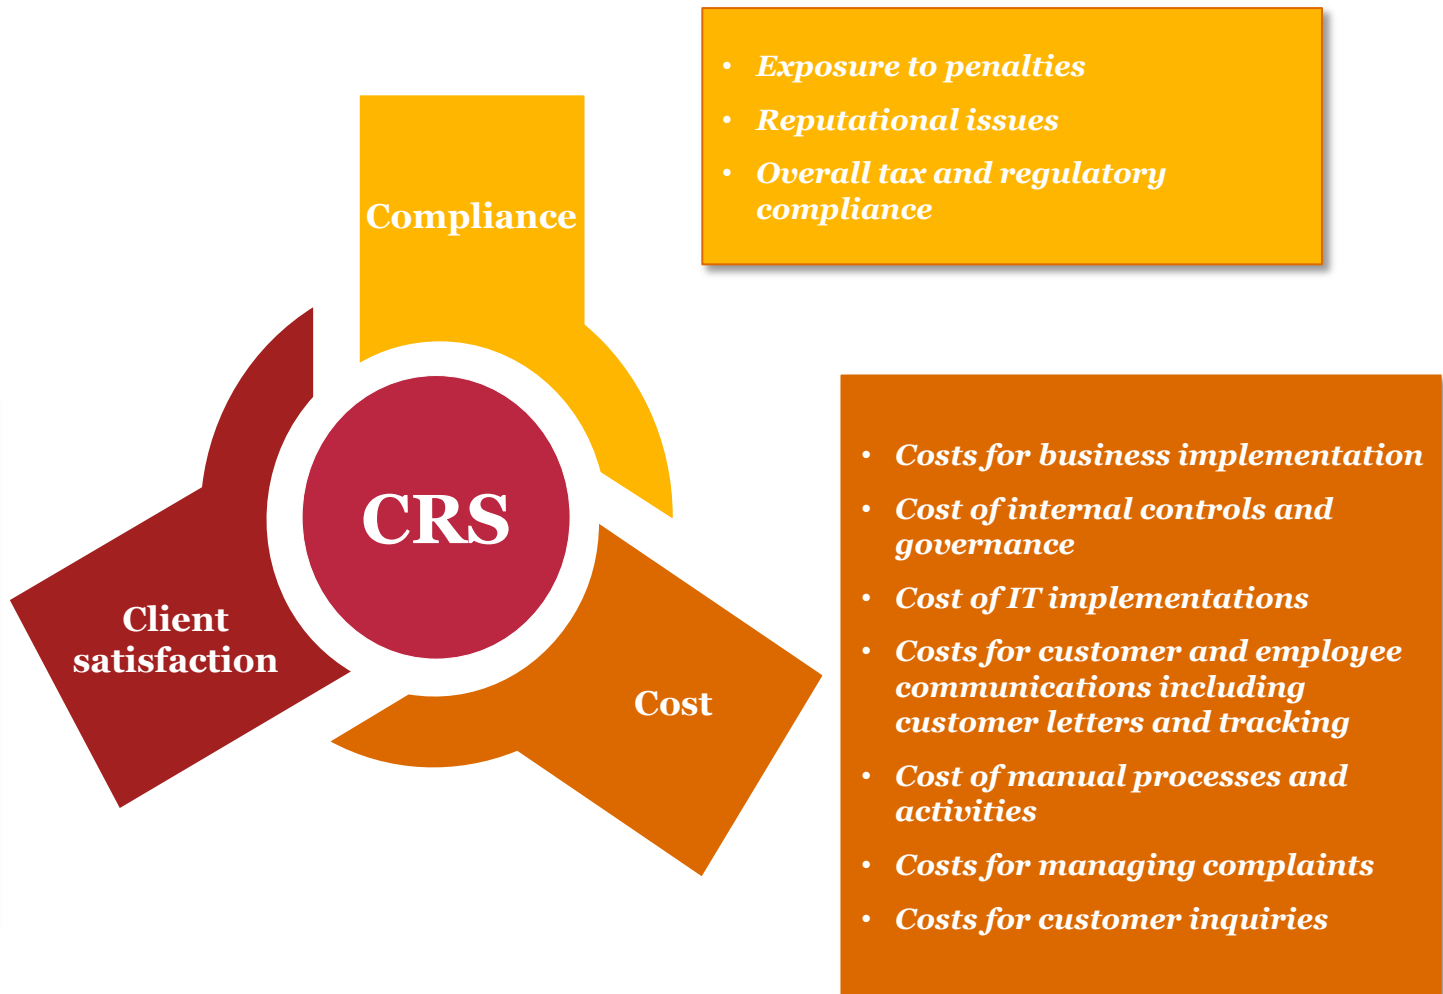 • Exposure to penalties
• Reputational issues
• Overall tax and regulatory
compliance
Compliance
CRS
Client
satisfaction
Cost
• Costs for business implementation
• Cost of internal controls and
governance
• Cost of IT implementations
• Costs for customer and employee
communications including
customer letters and tracking
• Cost of manual processes and
activities
• Costs for managing complaints
• Costs for customer inquiries